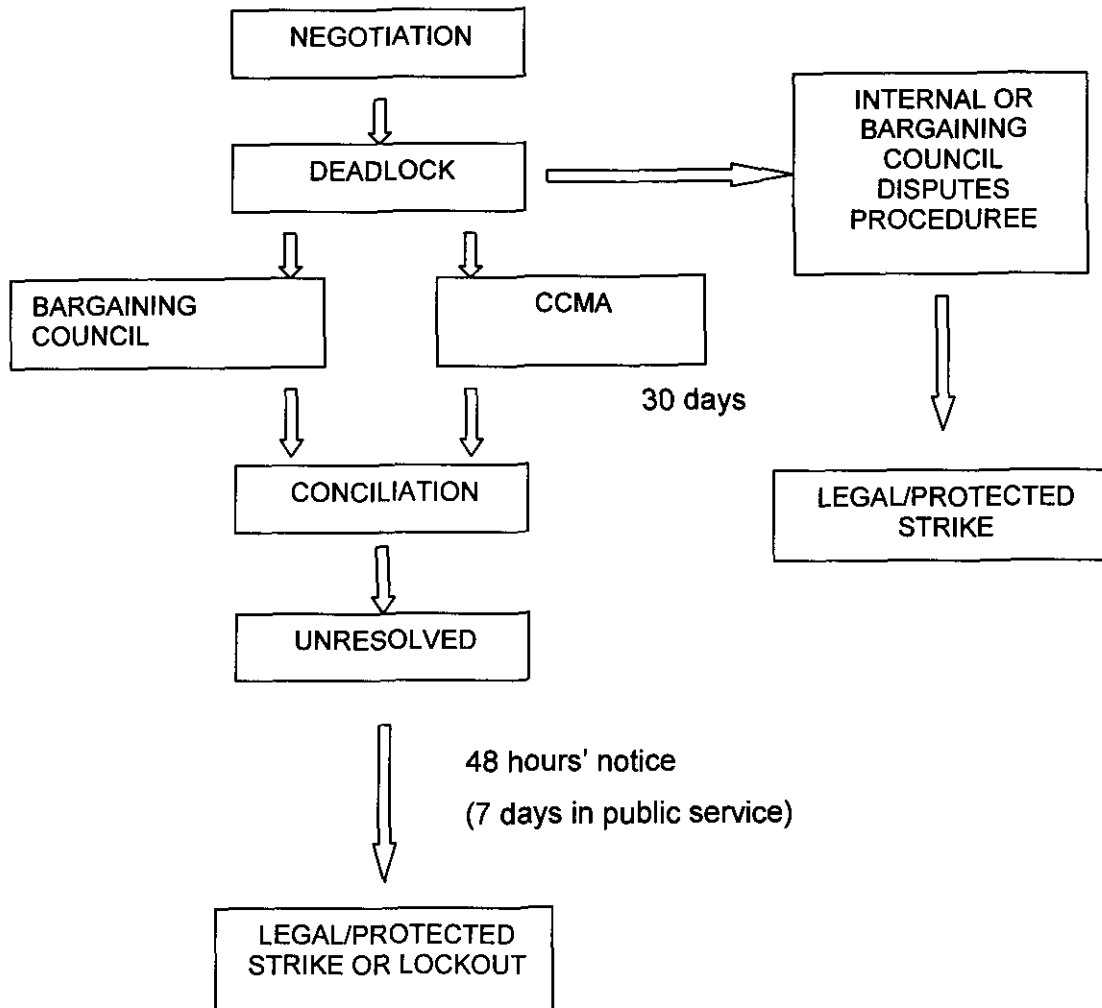 NEGOTIATION
DEADLOCK
INTERNAL OR
BARGAINING
COUNCIL
DISPUTES
PROCEDUREE
BARGAINING
COUNCIL
CCMA
30 days
CONCILIATION
LEGAL/PROTECTED
STRIKE
UNRESOLVED
48 hours' notice
(7 days in public service)
LEGAL/PROTECTED
STRIKE OR LOCKOUT